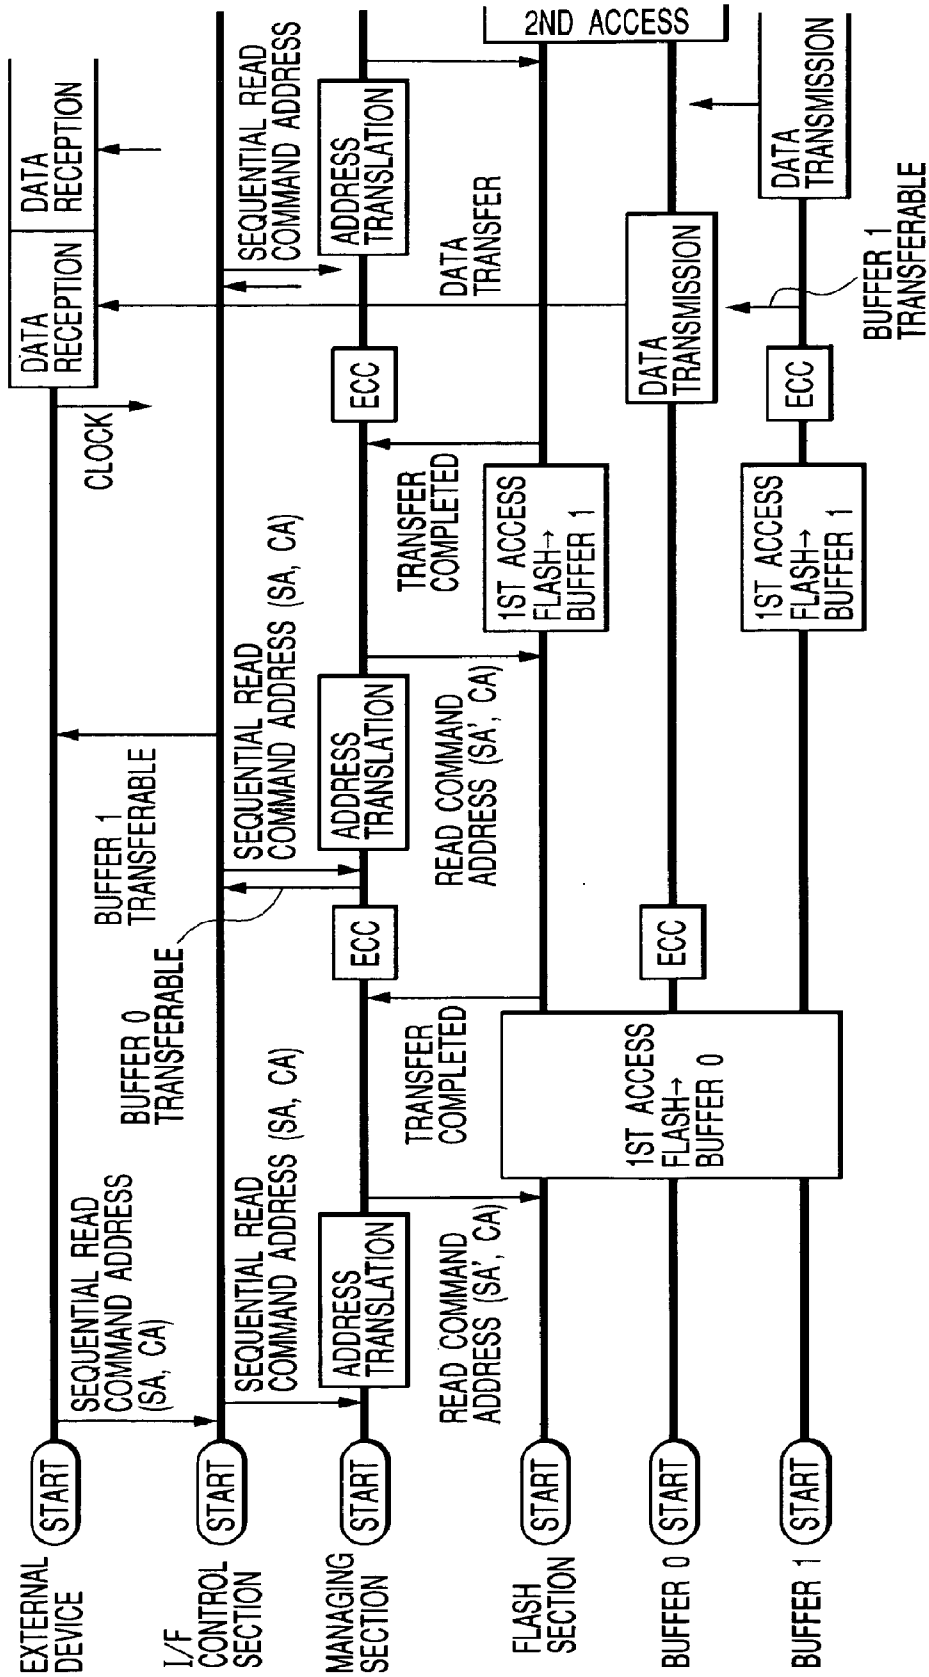 EXTERNAL
DEVICE
START
SEQUENTIAL READ
COMMAND ADDRESS
(SA, CA)
BUFFER 1
TRANSFERABLE
CLOCK
DATA
RECEPTION
DATA
RECEPTION
I/F
CONTROL
SECTION
START
SEQUENTIAL READ
COMMAND ADDRESS (SA, CA)
BUFFER 0
TRANSFERABLE
SEQUENTIAL READ
COMMAND ADDRESS (SA, CA)
SEQUENTIAL READ
COMMAND ADDRESS
MANAGING
SECTION
START
ADDRESS
TRANSLATION
ECC
ADDRESS
TRANSLATION
ECC
ADDRESS
TRANSLATION
READ COMMAND
ADDRESS (SA', CA)
TRANSFER
COMPLETED
READ COMMAND
ADDRESS (SA', CA)
TRANSFER
COMPLETED
DATA
TRANSFER
FLASH
SECTION
START
1ST ACCESS
FLASH→
BUFFER 0
1ST ACCESS
FLASH→
BUFFER 1
2ND ACCESS
BUFFER 0
START
ECC
DATA
TRANSMISSION
BUFFER 1
START
1ST ACCESS
FLASH→
BUFFER 1
ECC
DATA
TRANSMISSION
BUFFER 1
TRANSFERABLE